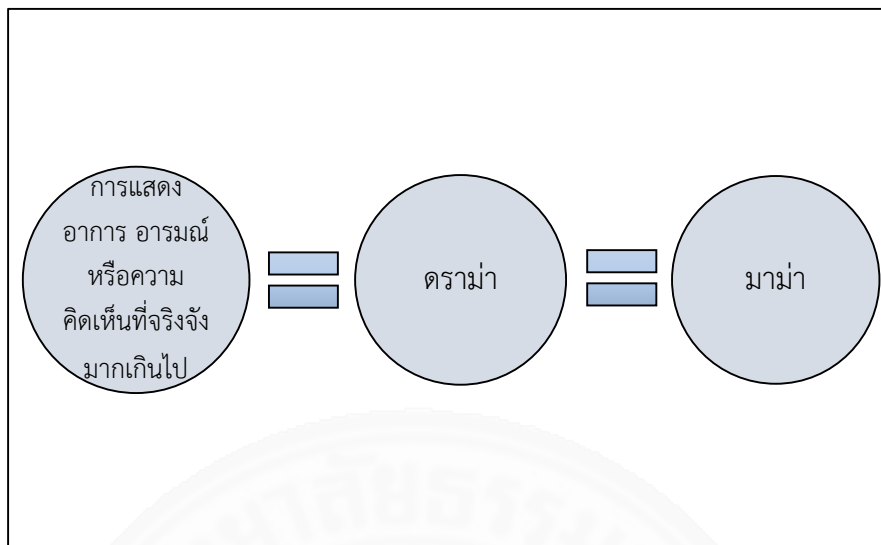 การแสดง
อาการ อารมณ์
หรือความ
คิดเห็นที่จริงจัง
มากเกินไป
ดราม่า
มาม่า